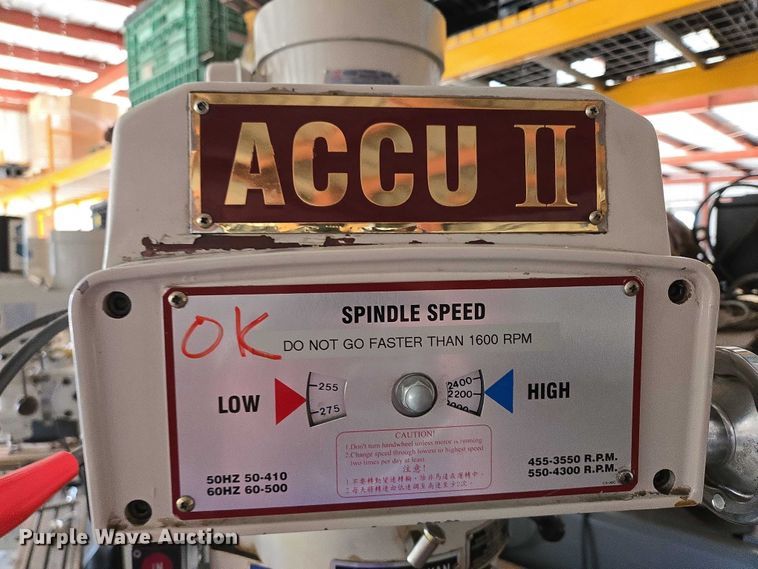 ACCU II
OK
SPINDLE SPEED
DO NOT GO FASTER THAN 1600 RPM
LOW
255
275
2400
2200
HIGH
CAUTION!
1.Don't turn handwheel unless motor is running.
2.Change speed through lowest to highest speed
two times per day at least.
注意!
50HZ 50-410
60HZ 60-500
455-3550 R.P.M.
550-4300 R.P.M.
Purple Wave Auction